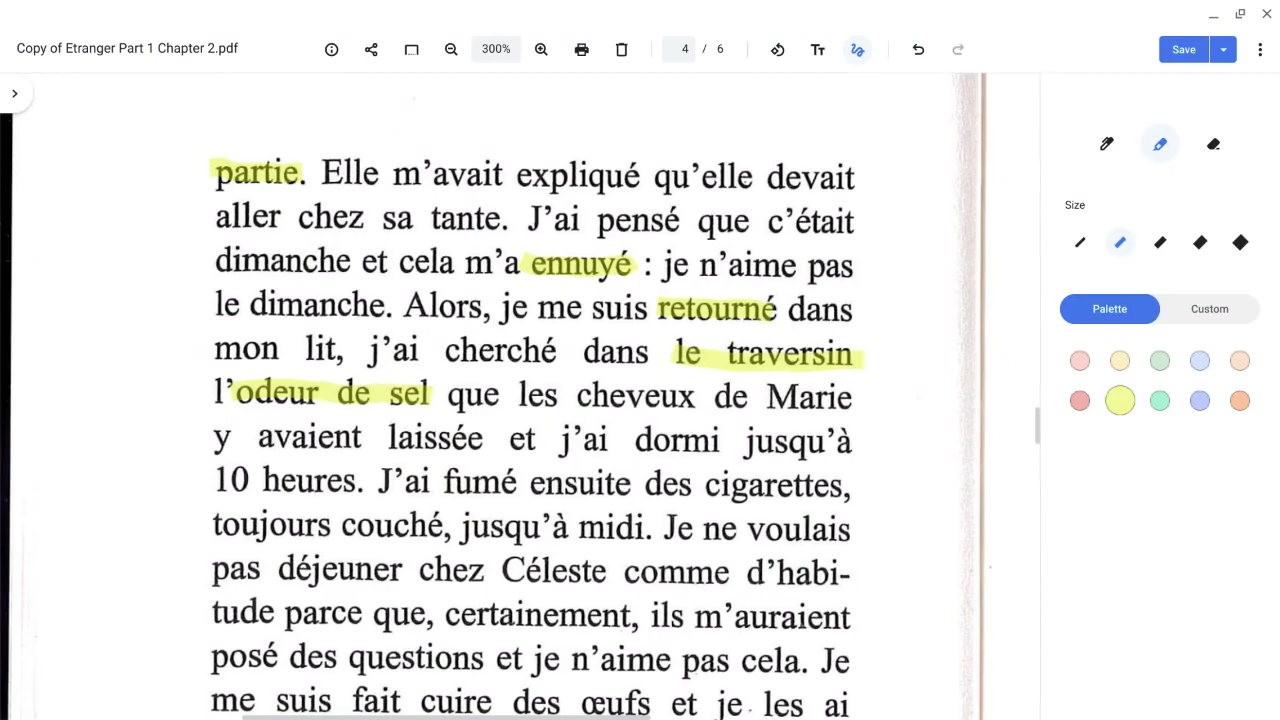 Copy of Etranger Part 1 Chapter 2.pdf
300%
4 / 6
Save
partie. Elle m’avait expliqué qu’elle devait
aller chez sa tante. J’ai pensé que c’était
dimanche et cela m’a ennuyé : je n’aime pas
le dimanche. Alors, je me suis retourné dans
mon lit, j’ai cherché dans le traversin
l’odeur de sel que les cheveux de Marie
y avaient laissée et j’ai dormi jusqu’à
10 heures. J’ai fumé ensuite des cigarettes,
toujours couché, jusqu’à midi. Je ne voulais
pas déjeuner chez Céleste comme d’habi-
tude parce que, certainement, ils m’auraient
posé des questions et je n’aime pas cela. Je
me suis fait cuire des œufs et je les ai
Size
Palette
Custom